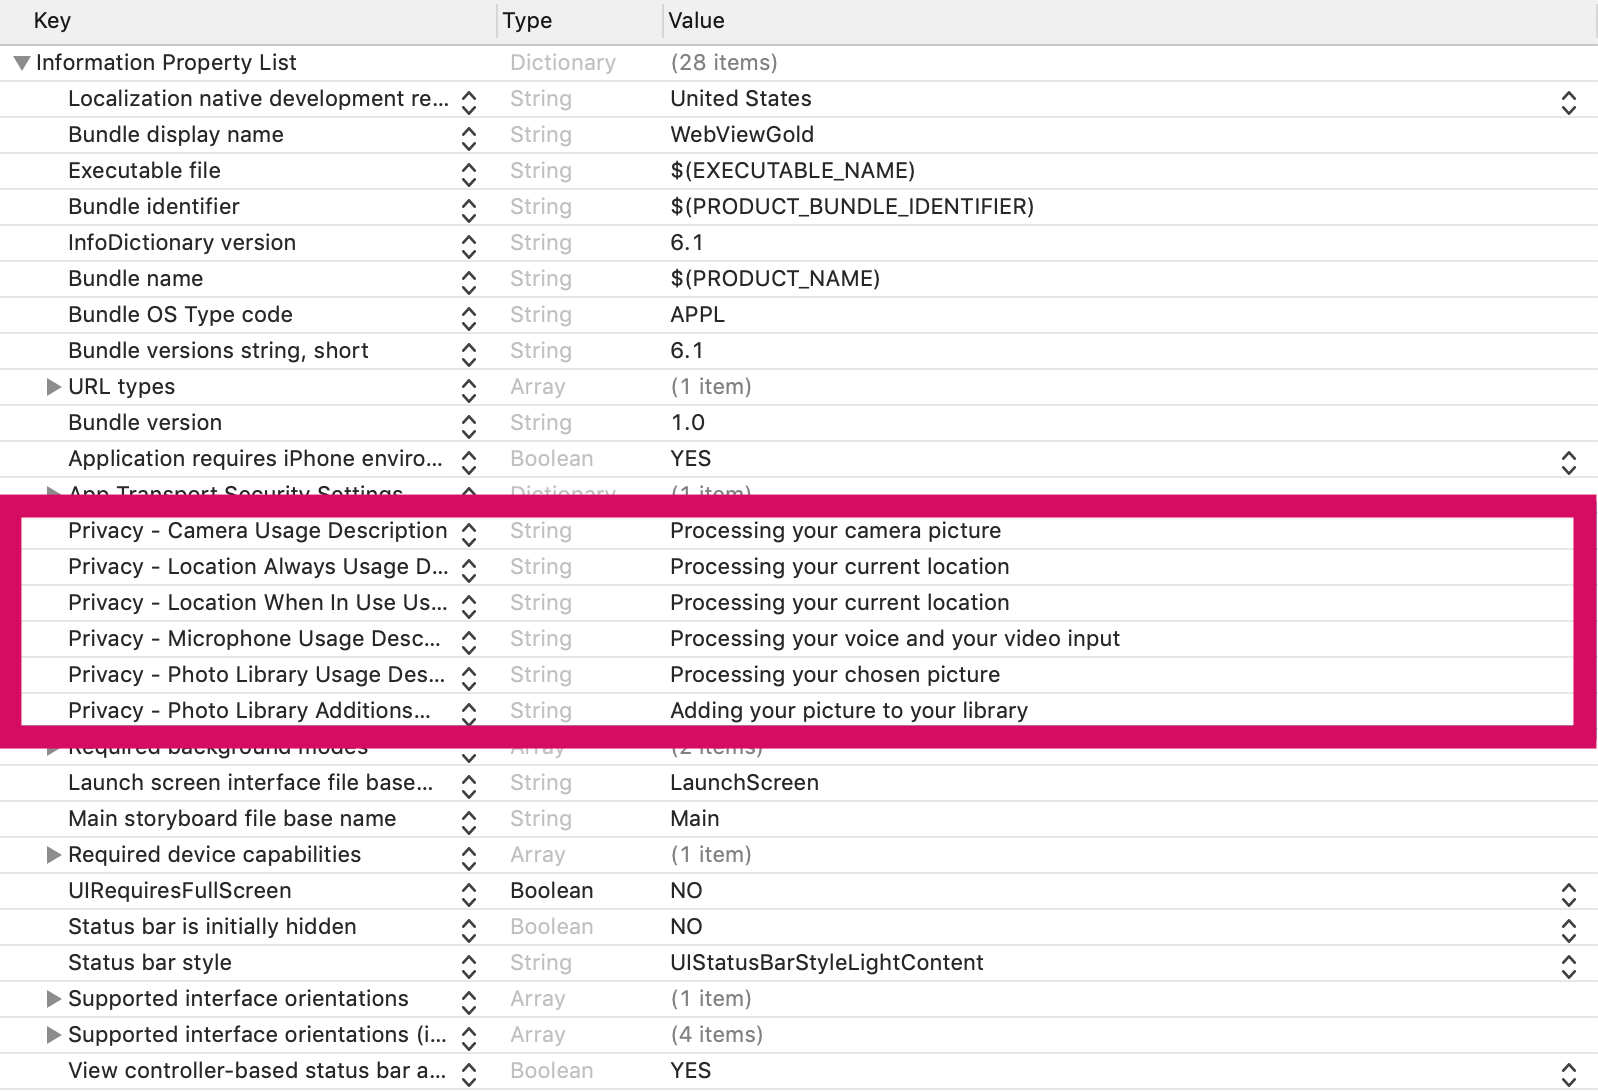 Key Type Value
Information Property List Dictionary (28 items)
Localization native development re... String United States
Bundle display name String WebViewGold
Executable file String $(EXECUTABLE_NAME)
Bundle identifier String $(PRODUCT_BUNDLE_IDENTIFIER)
InfoDictionary version String 6.1
Bundle name String $(PRODUCT_NAME)
Bundle OS Type code String APPL
Bundle versions string, short String 6.1
URL types Array (1 item)
Bundle version String 1.0
Application requires iPhone enviro... Boolean YES
App Transport Security Settings Dictionary (1 item)
Privacy - Camera Usage Description String Processing your camera picture
Privacy - Location Always Usage D... String Processing your current location
Privacy - Location When In Use Us... String Processing your current location
Privacy - Microphone Usage Desc... String Processing your voice and your video input
Privacy - Photo Library Usage Des... String Processing your chosen picture
Privacy - Photo Library Additions... String Adding your picture to your library
Required background modes Array (2 items)
Launch screen interface file base... String LaunchScreen
Main storyboard file base name String Main
Required device capabilities Array (1 item)
UIRequiresFullScreen Boolean NO
Status bar is initially hidden Boolean NO
Status bar style String UIStatusBarStyleLightContent
Supported interface orientations Array (1 item)
Supported interface orientations (i... Array (4 items)
View controller-based status bar a... Boolean YES